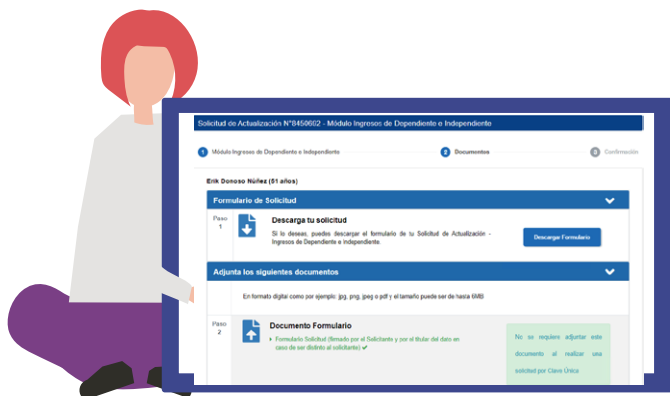 Solicitud de Actualización N°8450602 - Módulo Ingresos de Dependiente e Independiente
1 Módulo Ingresos de Dependiente e Independiente 2 Documentos 3 Confirmación
Erik Donoso Núñez (51 años)
Formulario de Solicitud
Paso
1
Descarga tu solicitud
Si lo deseas, puedes descargar el formulario de tu Solicitud de Actualización -
Ingresos de Dependiente e Independiente.
Descargar Formulario
Adjunta los siguientes documentos
En formato digital como por ejemplo: jpg, png, jpeg o pdf y el tamaño puede ser de hasta 6MB
Paso
2
Documento Formulario
Formulario Solicitud (firmado por el Solicitante y por el titular del dato en
caso de ser distinto al solicitante)
No se requiere adjuntar este
documento al realizar una
solicitud por Clave Única